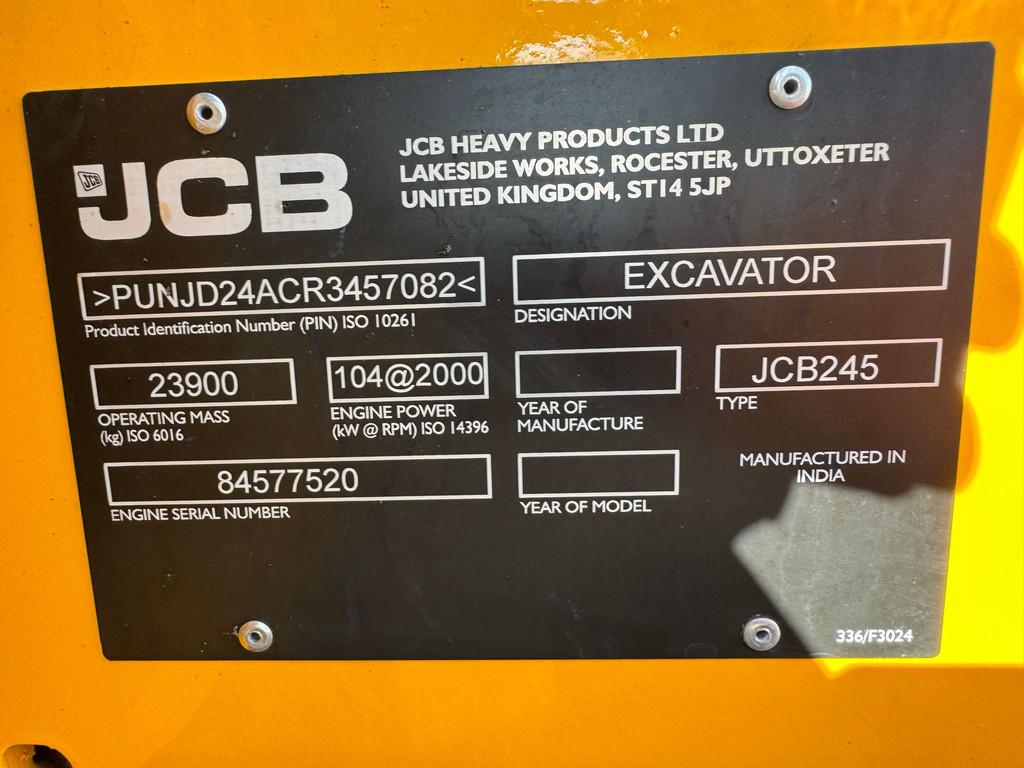 JCB
JCB
JCB HEAVY PRODUCTS LTD
LAKESIDE WORKS, ROCESTER, UTTOXETER
UNITED KINGDOM, ST14 5JP
>PUNJD24ACR3457082<
Product Identification Number (PIN) ISO 10261
EXCAVATOR
DESIGNATION
23900
OPERATING MASS
(kg) ISO 6016
104@2000
ENGINE POWER
(kW @ RPM) ISO 14396
YEAR OF
MANUFACTURE
JCB245
TYPE
84577520
ENGINE SERIAL NUMBER
YEAR OF MODEL
MANUFACTURED IN
INDIA
336/F3024